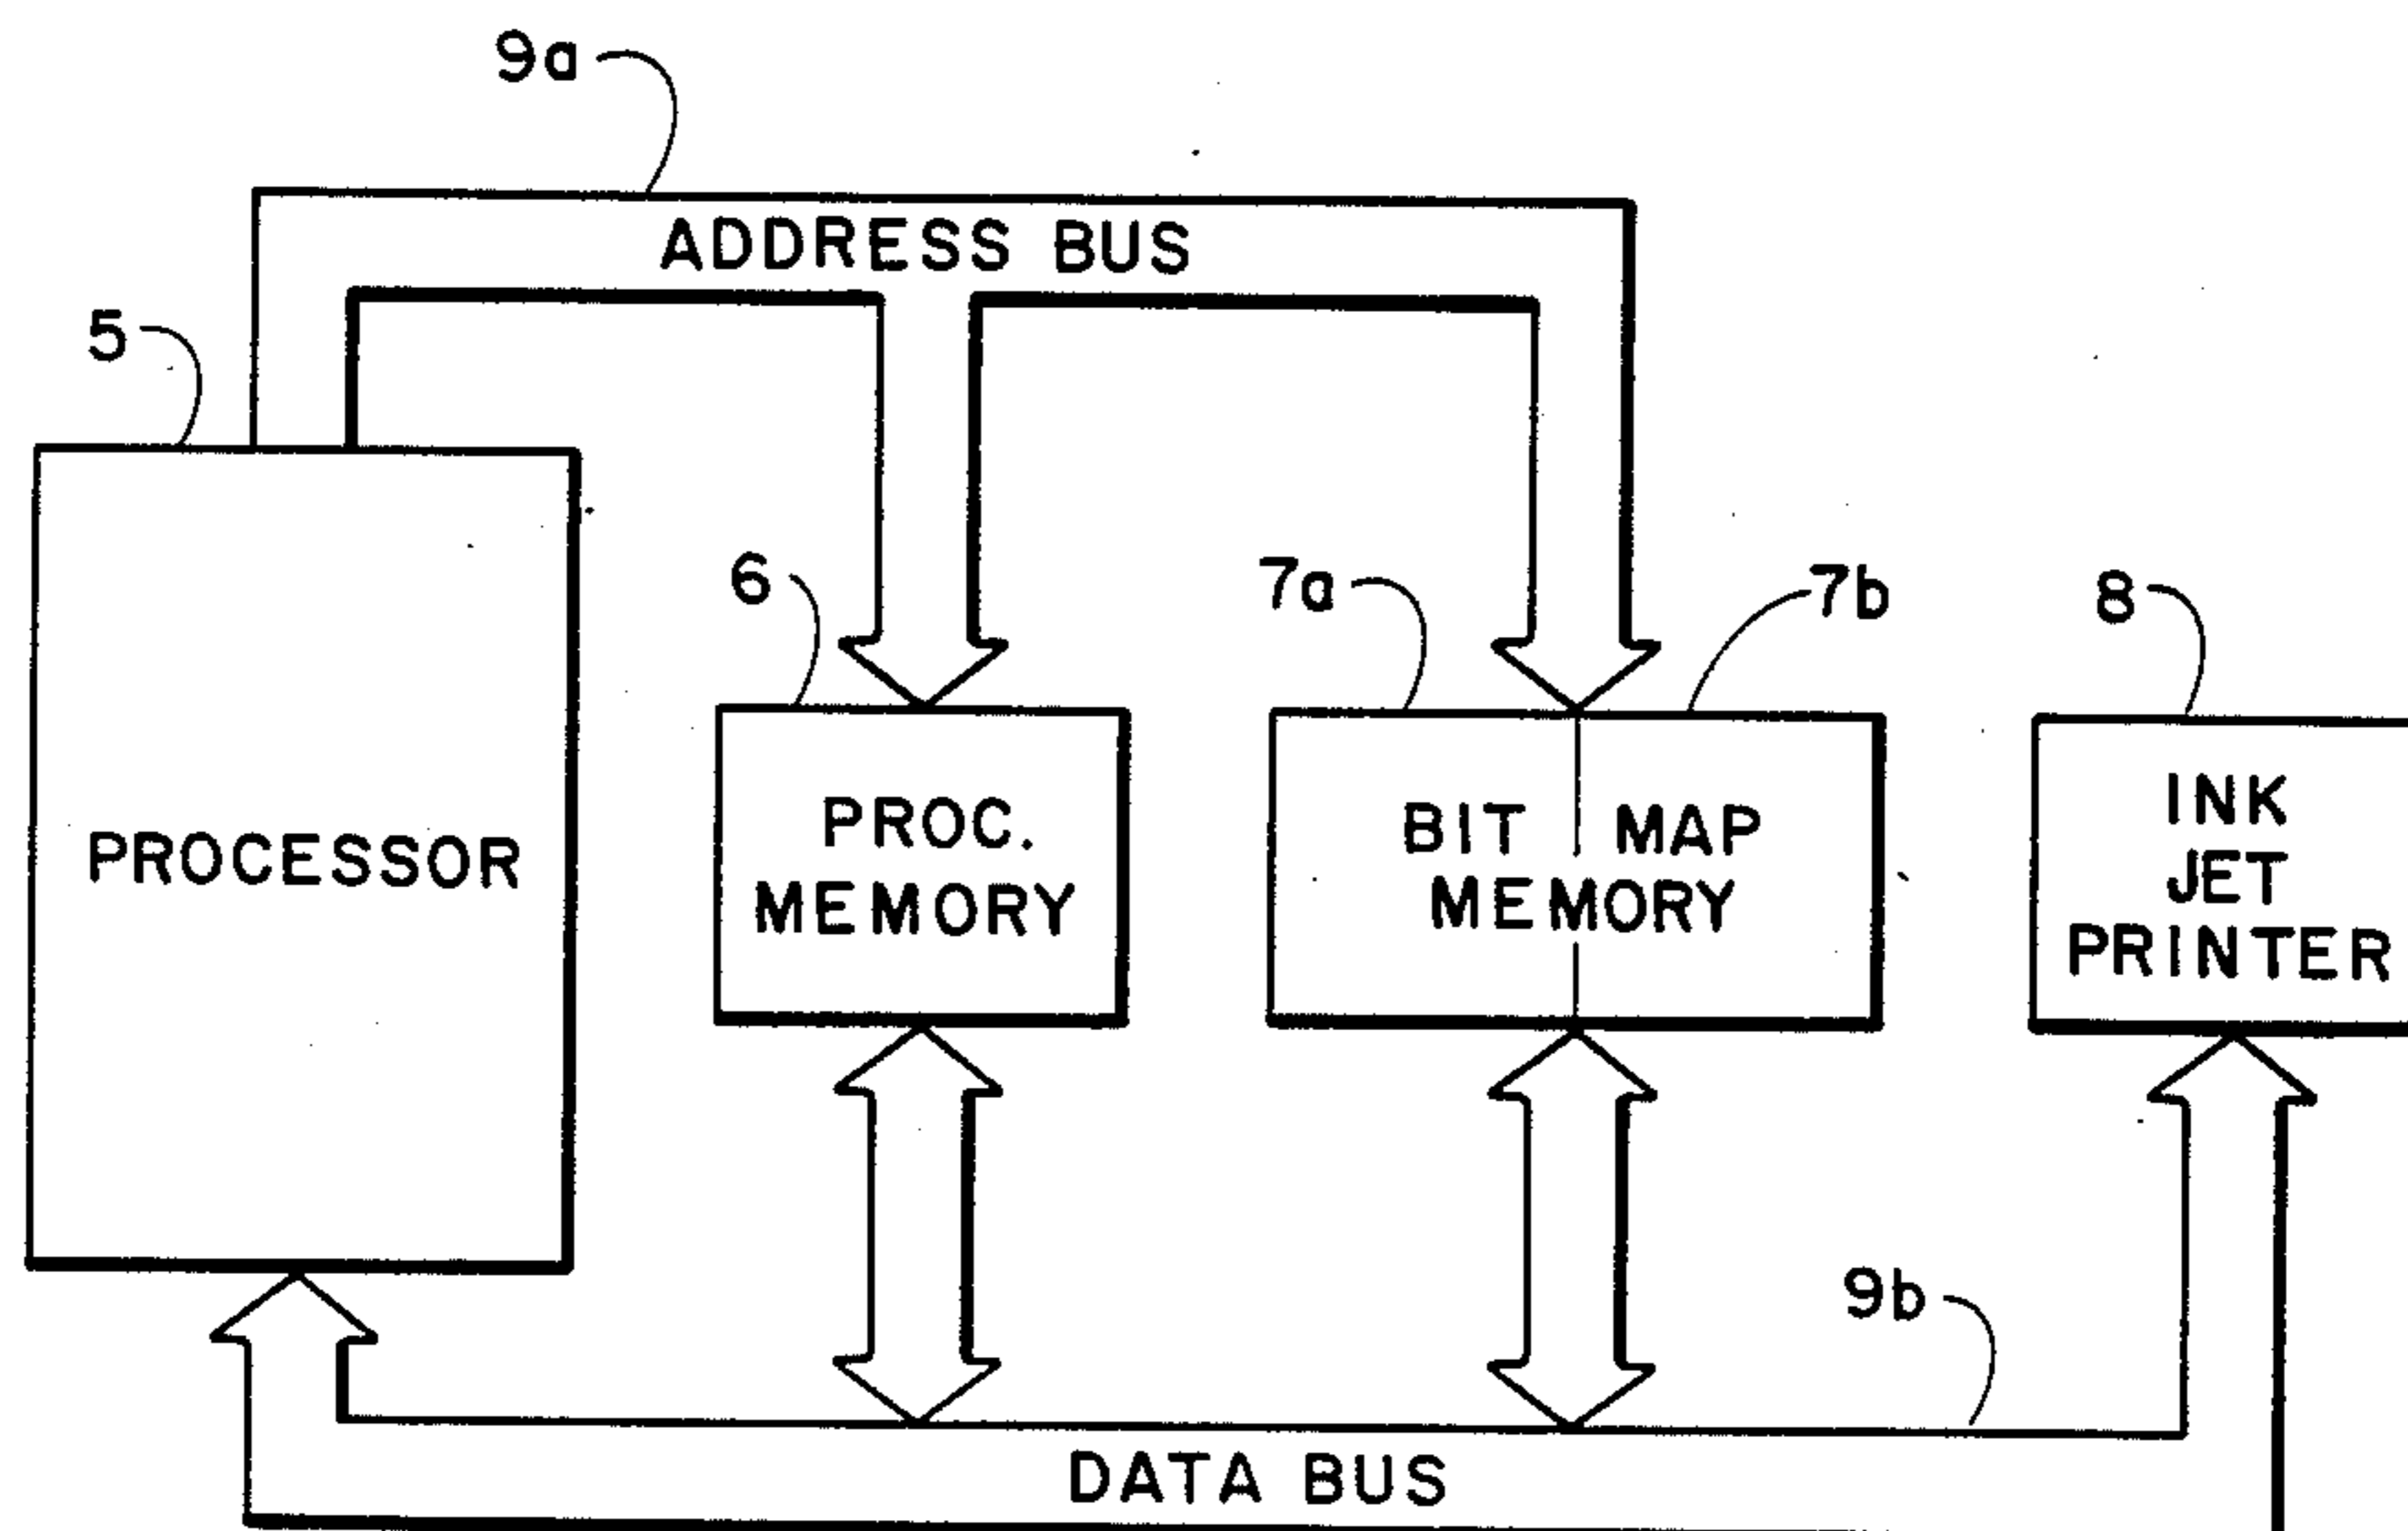 9a
ADDRESS BUS
5
6
7a
7b
8
PROCESSOR
PROC.
MEMORY
BIT MAP
MEMORY
INK
JET
PRINTER
9b
DATA BUS